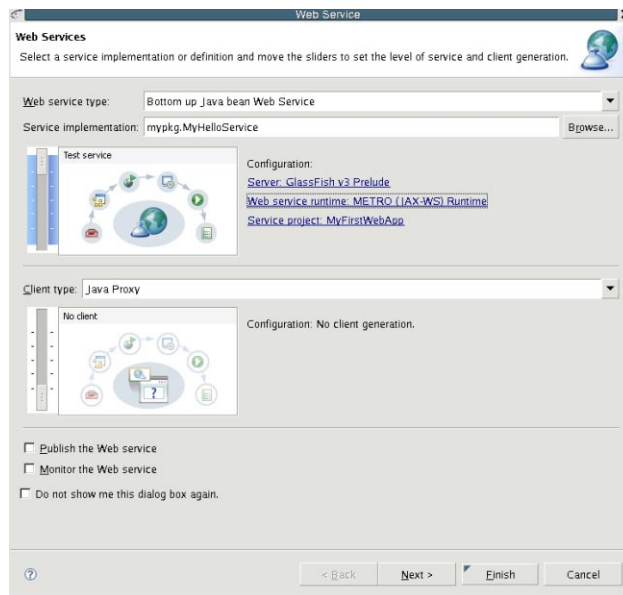 Web Service
Web Services
Select a service implementation or definition and move the sliders to set the level of service and client generation.
Web service type: Bottom up Java bean Web Service
Service implementation: mypkg.MyHelloService Browse...
Test service
Configuration:
Server: GlassFish v3 Prelude
Web service runtime: METRO (JAX-WS) Runtime
Service project: MyFirstWebApp
Client type: Java Proxy
No client
Configuration: No client generation.
Publish the Web service
Monitor the Web service
Do not show me this dialog box again.
< Back Next > Finish Cancel